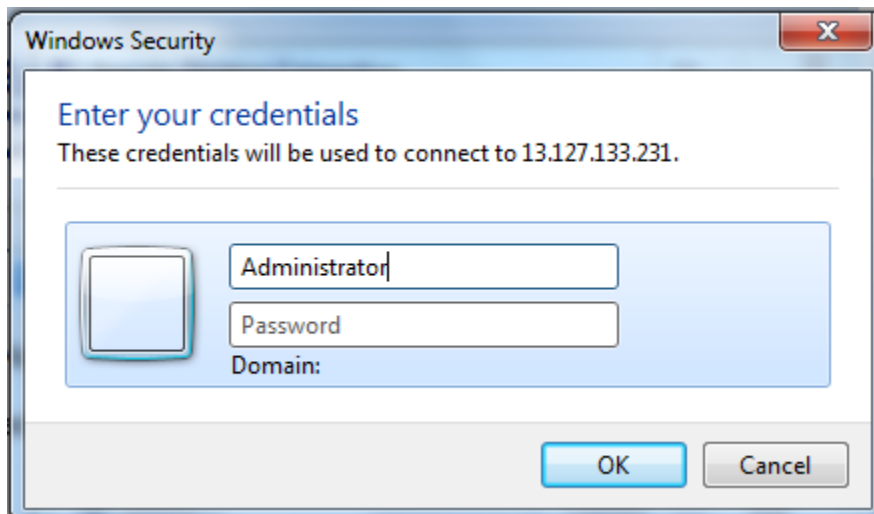 Windows Security
Enter your credentials
These credentials will be used to connect to 13.127.133.231.
Administrator
Password
Domain:
OK Cancel